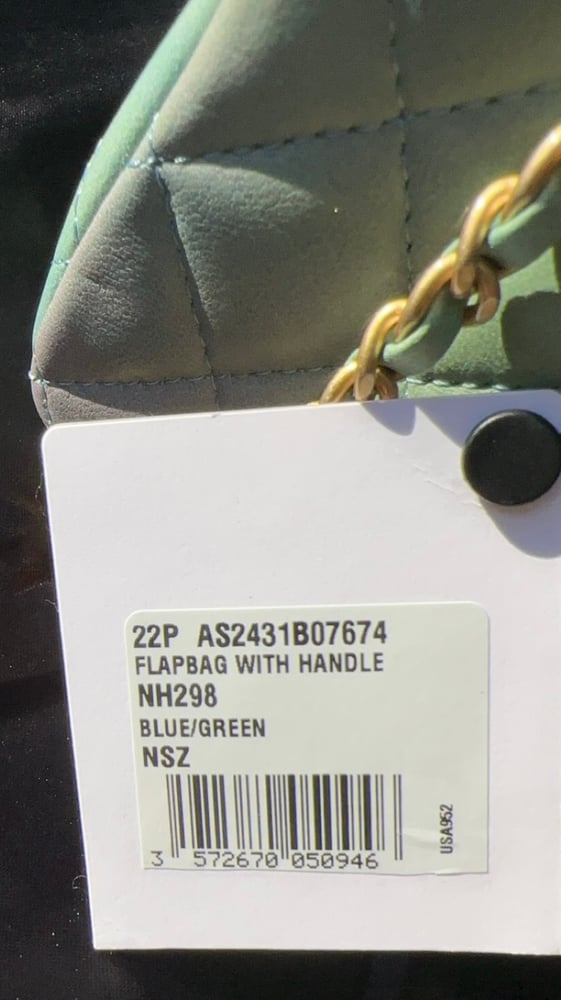 22P AS2431B07674
FLAPBAG WITH HANDLE
NH298
BLUE/GREEN
NSZ
USA952
3 572670 050946